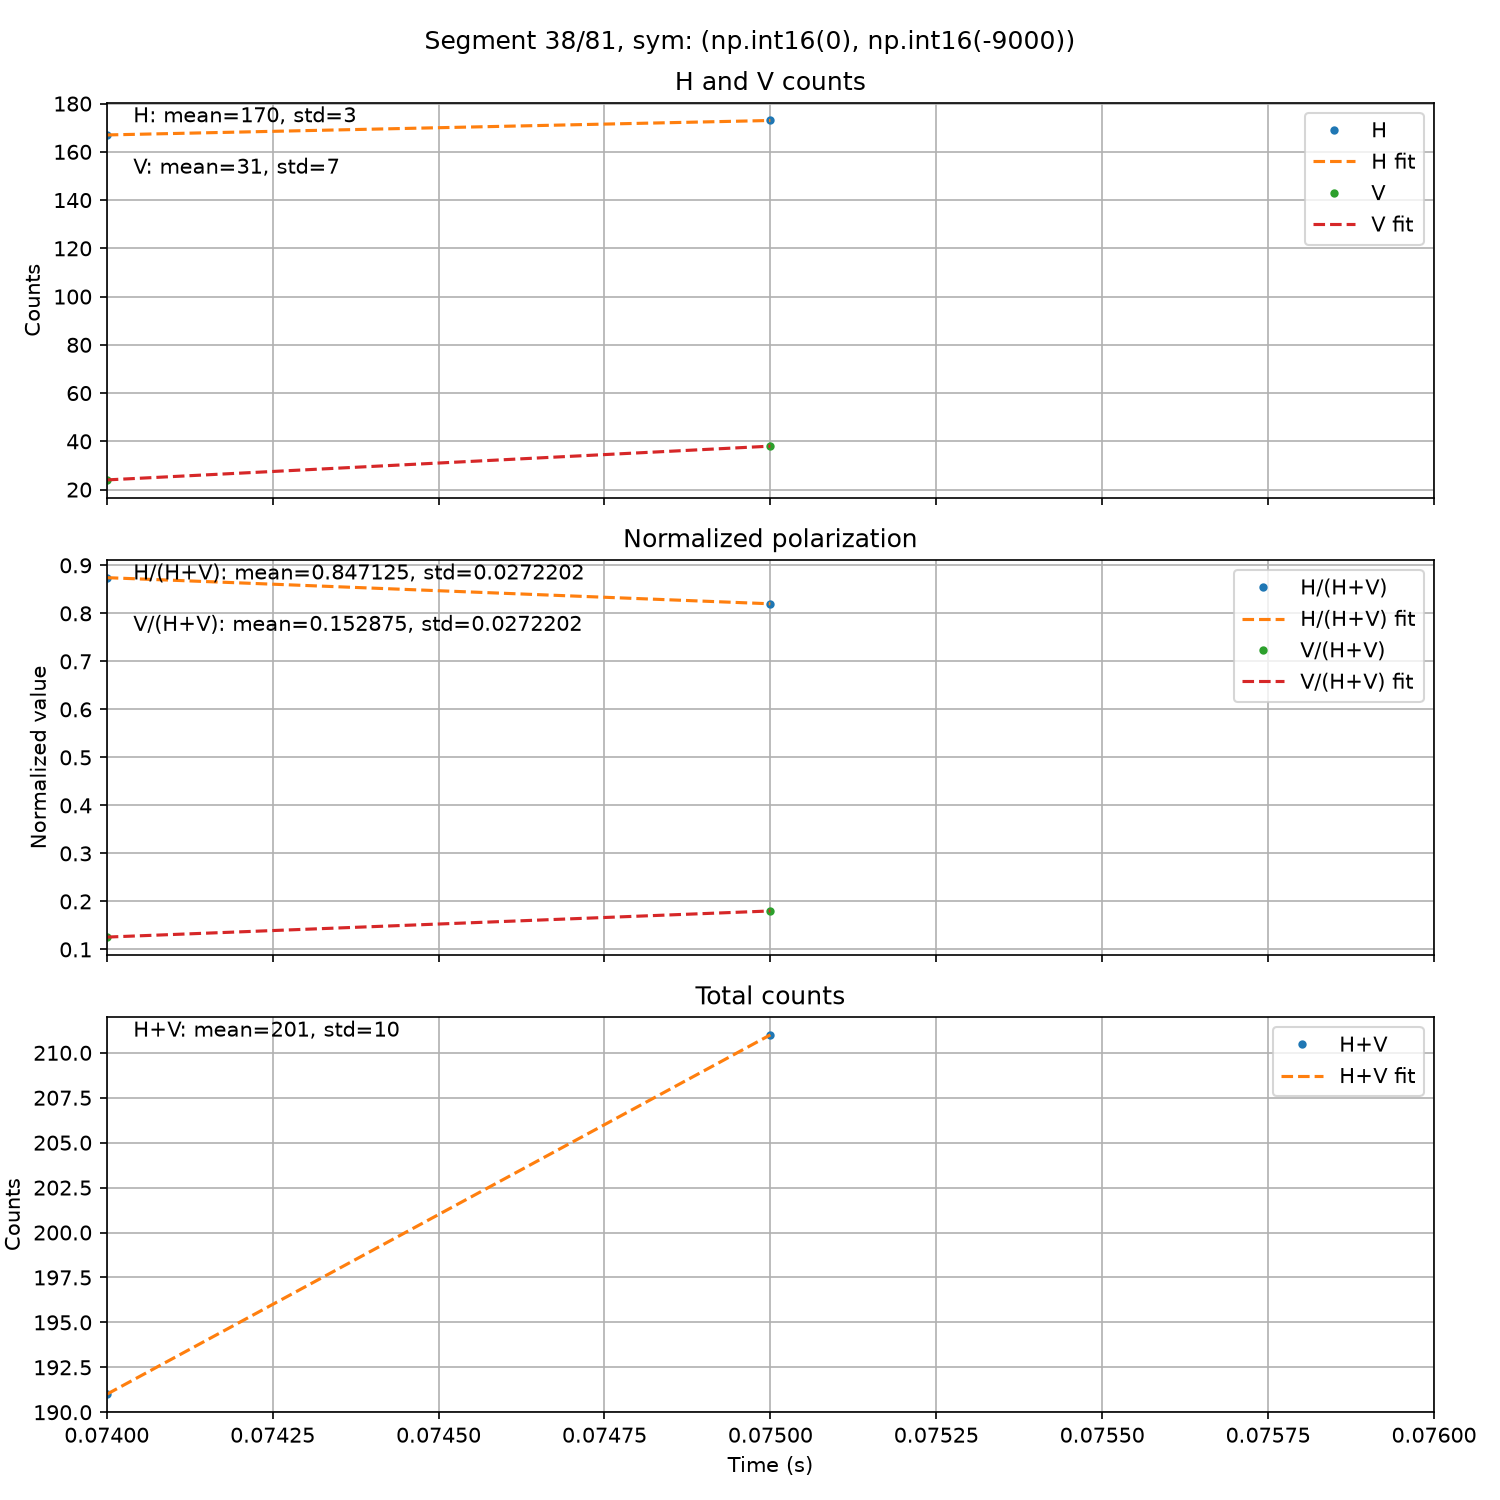 Segment 38/81, sym: (np.int16(0), np.int16(-9000))
H and V counts
H: mean=170, std=3
V: mean=31, std=7
H
H fit
V
V fit
Counts
180
160
140
120
100
80
60
40
20
Normalized polarization
H/(H+V): mean=0.847125, std=0.0272202
V/(H+V): mean=0.152875, std=0.0272202
H/(H+V)
H/(H+V) fit
V/(H+V)
V/(H+V) fit
Normalized value
0.9
0.8
0.7
0.6
0.5
0.4
0.3
0.2
0.1
Total counts
H+V: mean=201, std=10
H+V
H+V fit
Counts
210.0
207.5
205.0
202.5
200.0
197.5
195.0
192.5
190.0
0.07400 0.07425 0.07450 0.07475 0.07500 0.07525 0.07550 0.07575 0.07600
Time (s)